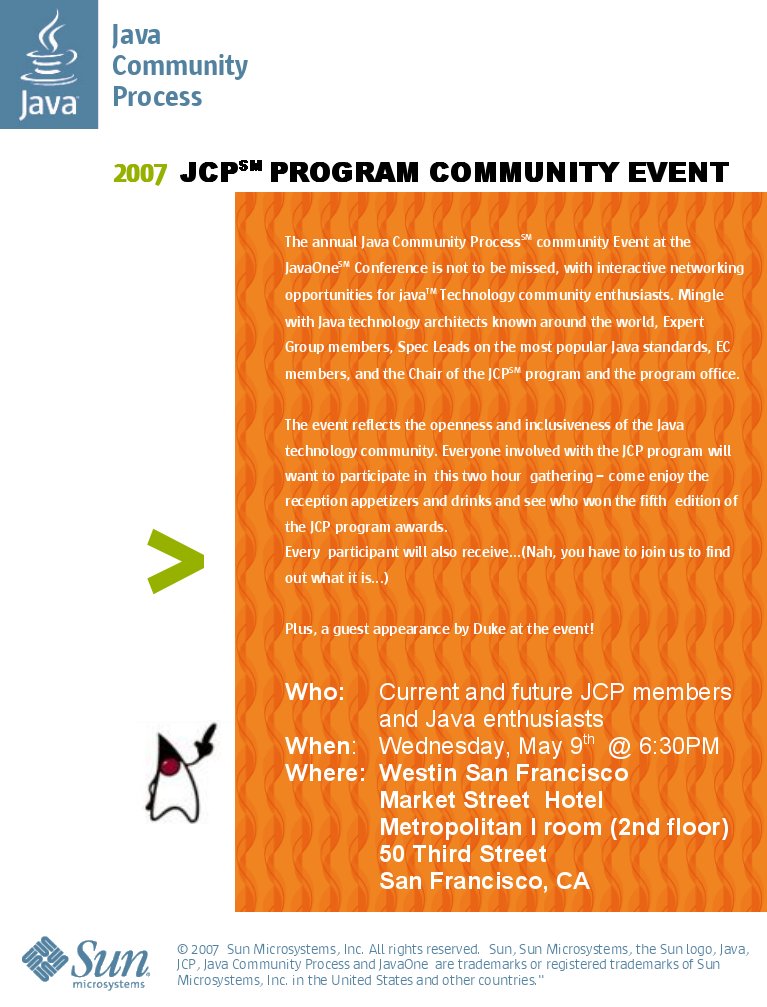 Java
Community
Process
Java™
2007 JCP℠ PROGRAM COMMUNITY EVENT
The annual Java Community Process℠ community Event at the
JavaOne℠ Conference is not to be missed, with interactive networking
opportunities for java™ Technology community enthusiasts. Mingle
with Java technology architects known around the world, Expert
Group members, Spec Leads on the most popular Java standards, EC
members, and the Chair of the JCP℠ program and the program office.
The event reflects the openness and inclusiveness of the Java
technology community. Everyone involved with the JCP program will
want to participate in this two hour gathering – come enjoy the
reception appetizers and drinks and see who won the fifth edition of
the JCP program awards.
Every participant will also receive...(Nah, you have to join us to find
out what it is...)
>
Plus, a guest appearance by Duke at the event!
Who: Current and future JCP members
and Java enthusiasts
When: Wednesday, May 9th @ 6:30PM
Where: Westin San Francisco
Market Street Hotel
Metropolitan I room (2nd floor)
50 Third Street
San Francisco, CA
Sun
microsystems
© 2007 Sun Microsystems, Inc. All rights reserved. Sun, Sun Microsystems, the Sun logo, Java,
JCP, Java Community Process and JavaOne are trademarks or registered trademarks of Sun
Microsystems, Inc. in the United States and other countries."